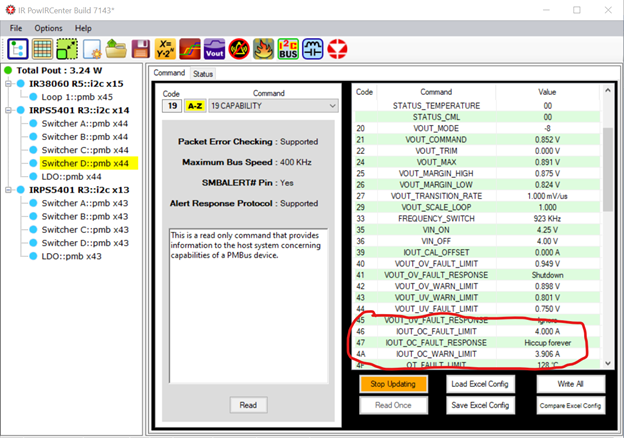 IR PowIRCenter Build 7143*
File Options Help
X=
Y·2ˣ
Vout
I2C
BUS
Total Pout : 3.24 W
IR38060 R5::i2c x15
Loop 1::pmb x45
IRPS5401 R3::i2c x14
Switcher A::pmb x44
Switcher B::pmb x44
Switcher C::pmb x44
Switcher D::pmb x44
LDO::pmb x44
IRPS5401 R3::i2c x13
Switcher A::pmb x43
Switcher B::pmb x43
Switcher C::pmb x43
Switcher D::pmb x43
LDO::pmb x43
Command Status
Code Command
19 A-Z 19 CAPABILITY
Packet Error Checking : Supported
Maximum Bus Speed : 400 KHz
SMBALERT# Pin : Yes
Alert Response Protocol : Supported
This is a read only command that provides
information to the host system concerning
capabilities of a PMBus device.
Read
Code Command Value
STATUS_TEMPERATURE 00
STATUS_CML 00
20 VOUT_MODE -8
21 VOUT_COMMAND 0.852 V
22 VOUT_TRIM 0.000 V
24 VOUT_MAX 0.891 V
25 VOUT_MARGIN_HIGH 0.875 V
26 VOUT_MARGIN_LOW 0.824 V
27 VOUT_TRANSITION_RATE 1.000 mV/us
29 VOUT_SCALE_LOOP 1.000
33 FREQUENCY_SWITCH 923 KHz
35 VIN_ON 4.25 V
36 VIN_OFF 4.00 V
39 IOUT_CAL_OFFSET 0.000 A
40 VOUT_OV_FAULT_LIMIT 0.949 V
41 VOUT_OV_FAULT_RESPONSE Shutdown
42 VOUT_OV_WARN_LIMIT 0.898 V
43 VOUT_UV_WARN_LIMIT 0.801 V
44 VOUT_UV_FAULT_LIMIT 0.750 V
45 VOUT_UV_FAULT_RESPONSE Ignore
46 IOUT_OC_FAULT_LIMIT 4.000 A
47 IOUT_OC_FAULT_RESPONSE Hiccup forever
4A IOUT_OC_WARN_LIMIT 3.906 A
4F OT_FAULT_LIMIT 128 °C
Stop Updating Load Excel Config Write All
Read Once Save Excel Config Compare Excel Config